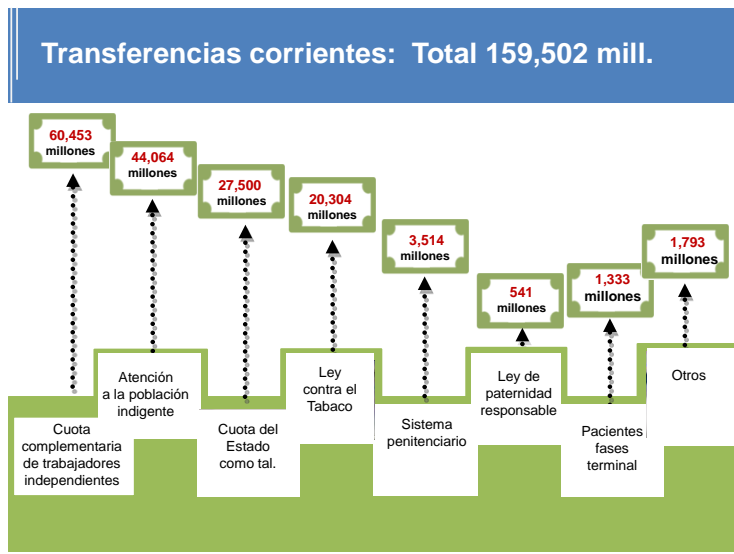 Transferencias corrientes:  Total 159,502 mill.
60,453
millones
44,064
millones
27,500
millones
20,304
millones
3,514
millones
541
millones
1,333
millones
1,793
millones
Cuota
complementaria
de trabajadores
independientes
Atención
a la población
indigente
Cuota del
Estado
como tal.
Ley
contra el
Tabaco
Sistema
penitenciario
Ley de
paternidad
responsable
Pacientes
fases
terminal
Otros